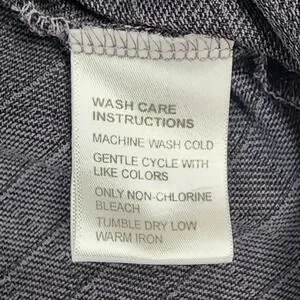 WASH CARE
INSTRUCTIONS
MACHINE WASH COLD
GENTLE CYCLE WITH
LIKE COLORS
ONLY NON-CHLORINE
BLEACH
TUMBLE DRY LOW
WARM IRON